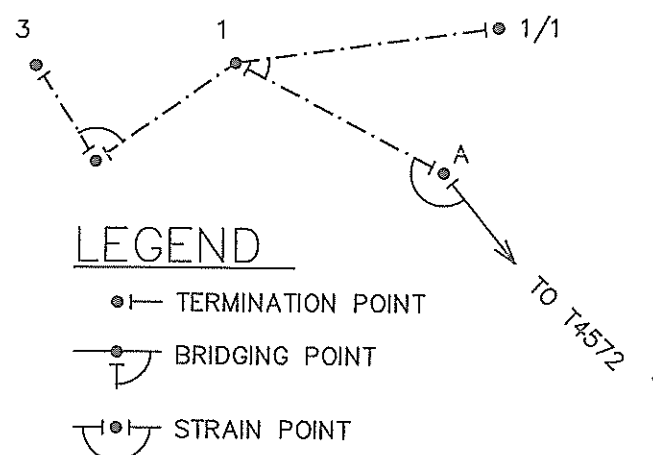 3
1
1/1
A
TO T4572
LEGEND
TERMINATION POINT
BRIDGING POINT
STRAIN POINT